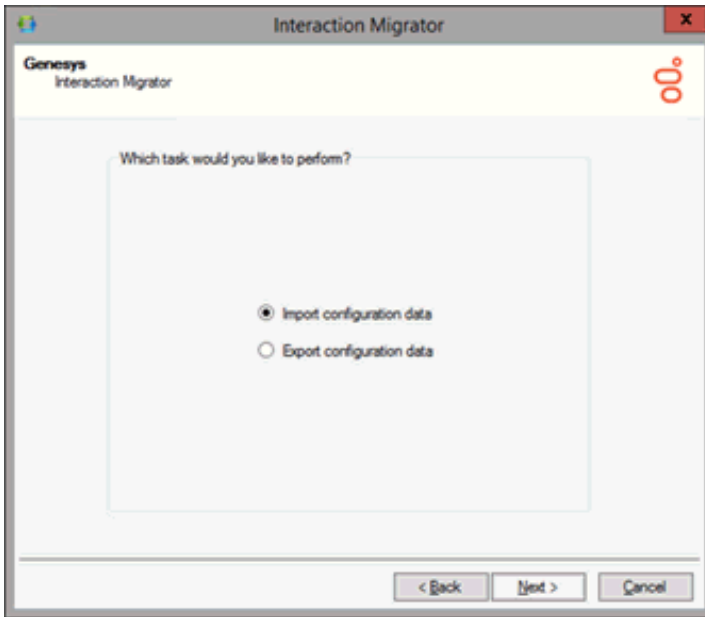 Interaction Migrator
Genesys
Interaction Migrator
Which task would you like to perform?
Import configuration data
Export configuration data
< Back
Next >
Cancel